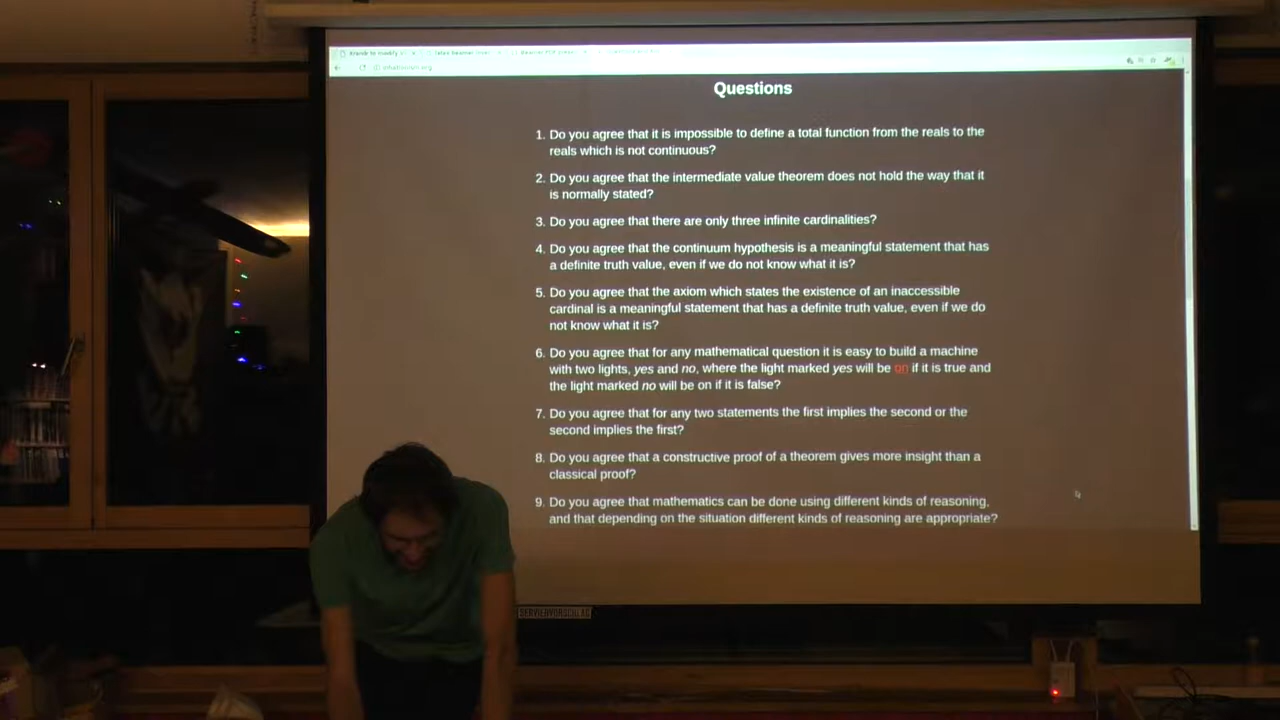 Questions
1. Do you agree that it is impossible to define a total function from the reals to the
reals which is not continuous?
2. Do you agree that the intermediate value theorem does not hold the way that it
is normally stated?
3. Do you agree that there are only three infinite cardinalities?
4. Do you agree that the continuum hypothesis is a meaningful statement that has
a definite truth value, even if we do not know what it is?
5. Do you agree that the axiom which states the existence of an inaccessible
cardinal is a meaningful statement that has a definite truth value, even if we do
not know what it is?
6. Do you agree that for any mathematical question it is easy to build a machine
with two lights, yes and no, where the light marked yes will be on if it is true and
the light marked no will be on if it is false?
7. Do you agree that for any two statements the first implies the second or the
second implies the first?
8. Do you agree that a constructive proof of a theorem gives more insight than a
classical proof?
9. Do you agree that mathematics can be done using different kinds of reasoning,
and that depending on the situation different kinds of reasoning are appropriate?
SERVIERVORSCHLAG